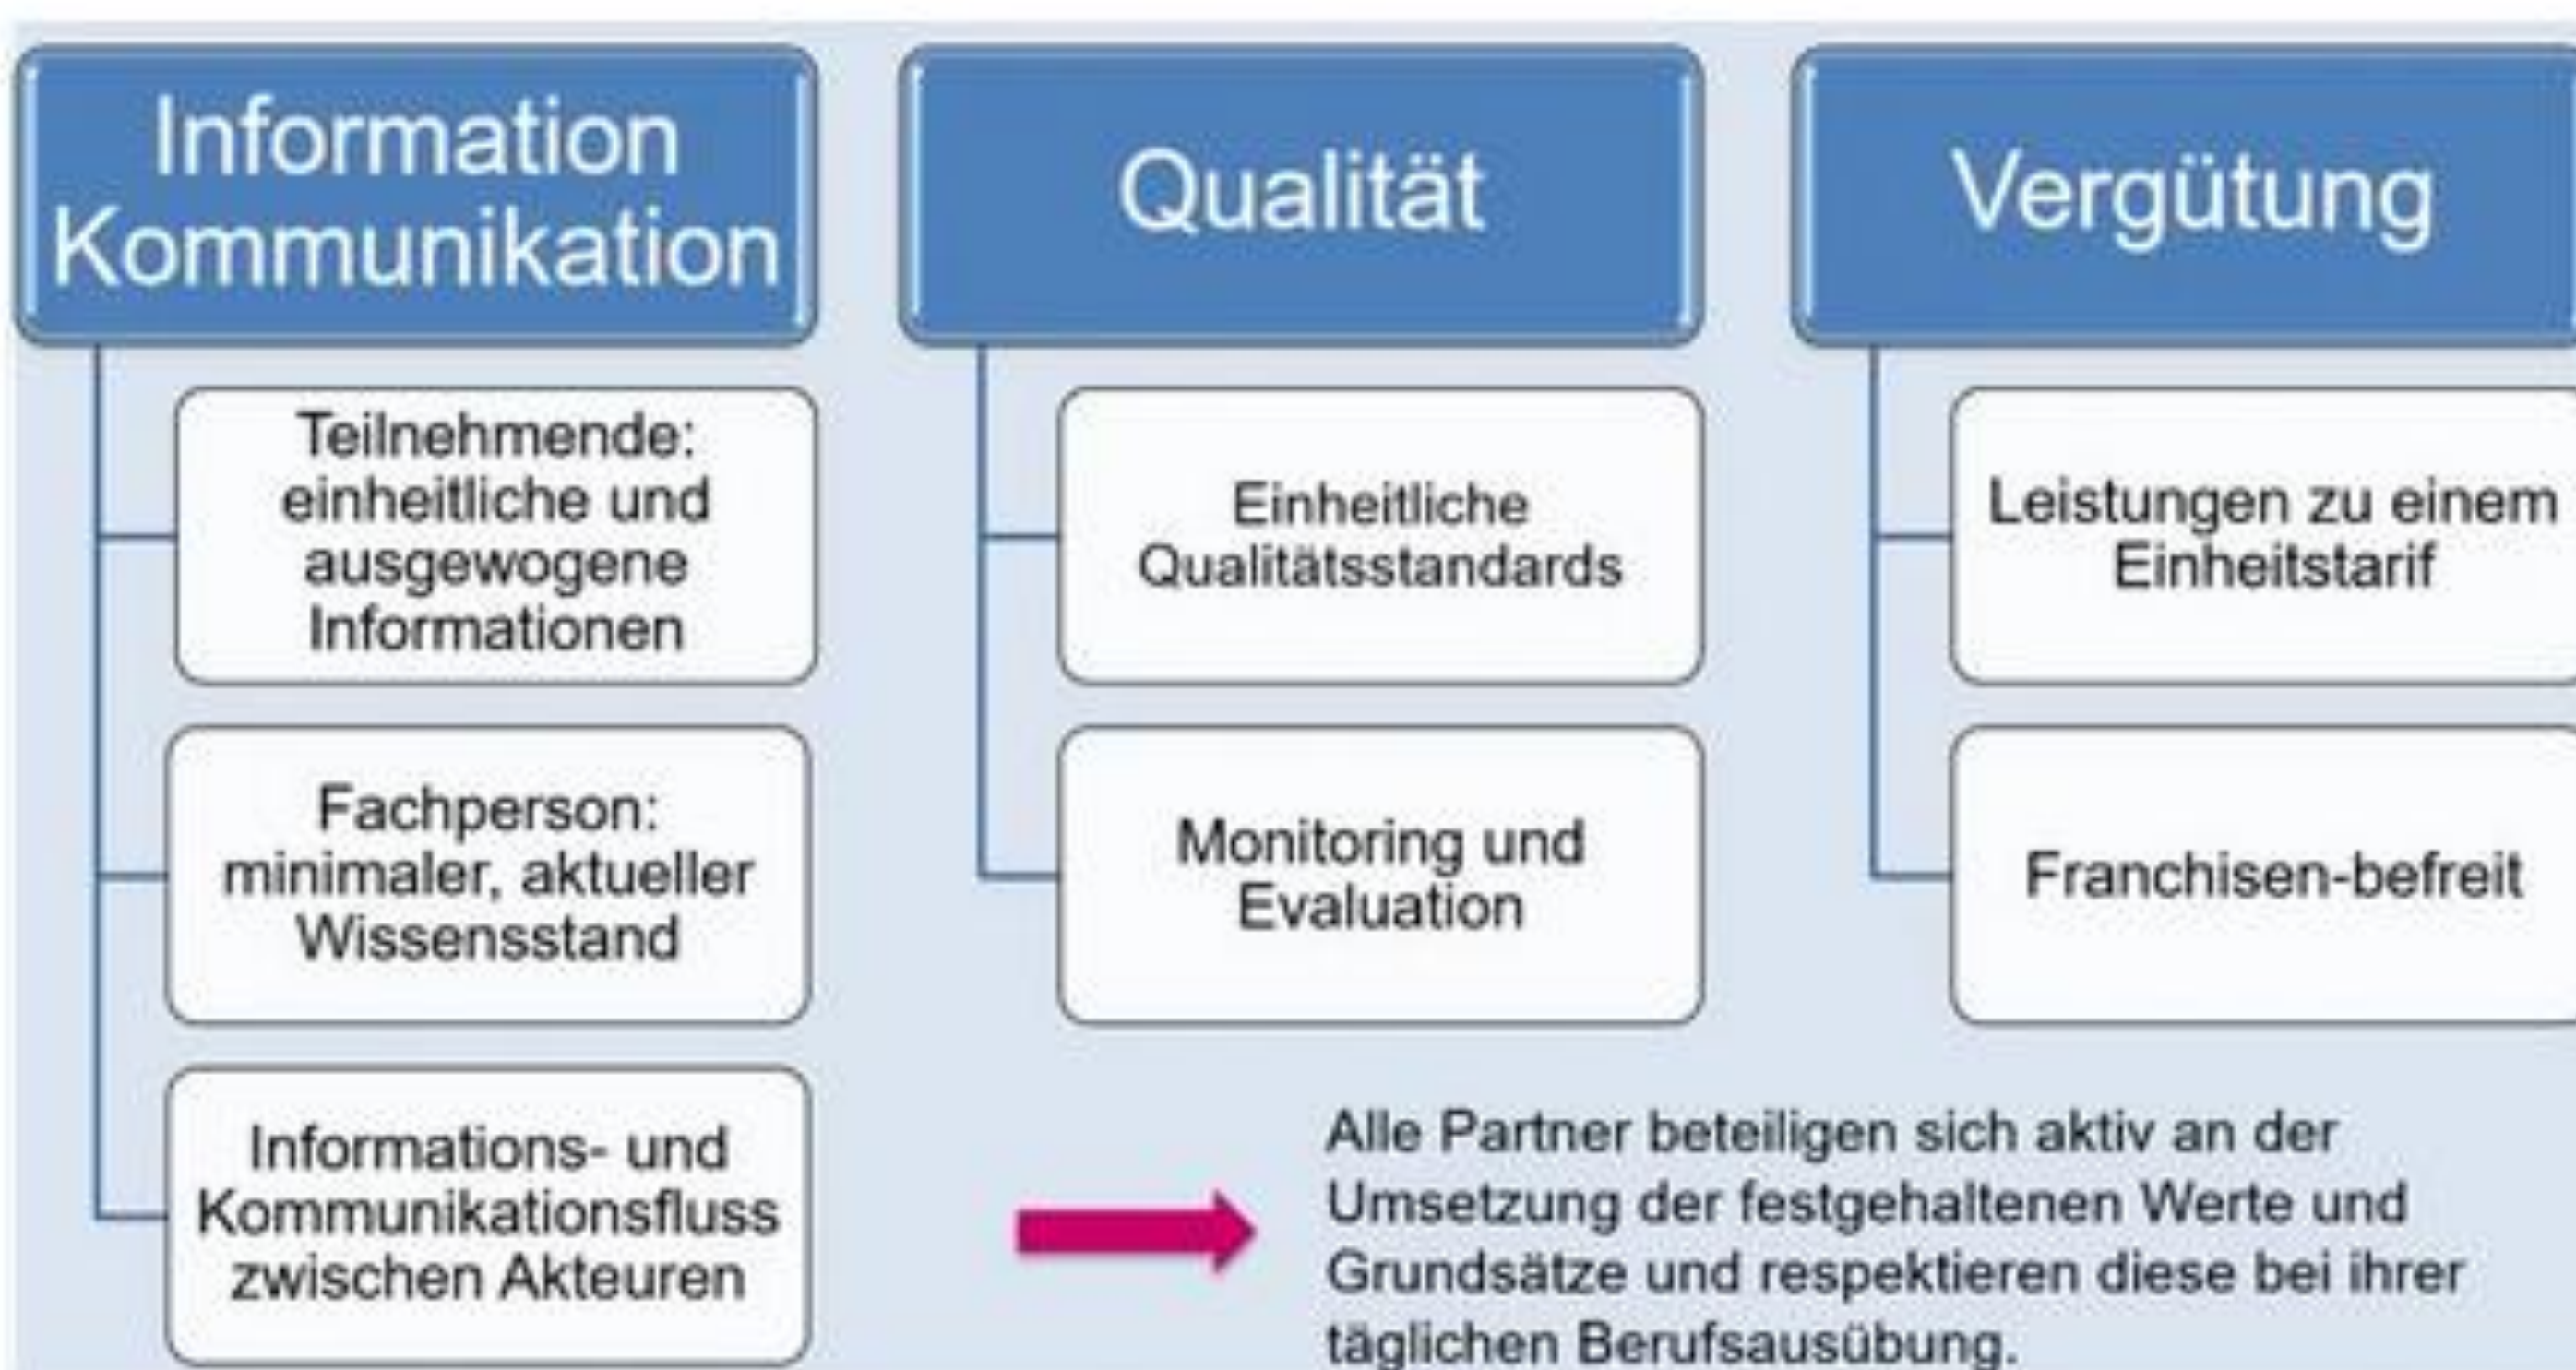 Information
Kommunikation
Teilnehmende:
einheitliche und
ausgewogene
Informationen
Fachperson:
minimaler, aktueller
Wissensstand
Informations- und
Kommunikationsfluss
zwischen Akteuren
Qualität
Einheitliche
Qualitätsstandards
Monitoring und
Evaluation
Vergütung
Leistungen zu einem
Einheitstarif
Franchisen-befreit
Alle Partner beteiligen sich aktiv an der
Umsetzung der festgehaltenen Werte und
Grundsätze und respektieren diese bei ihrer
täglichen Berufsausübung.